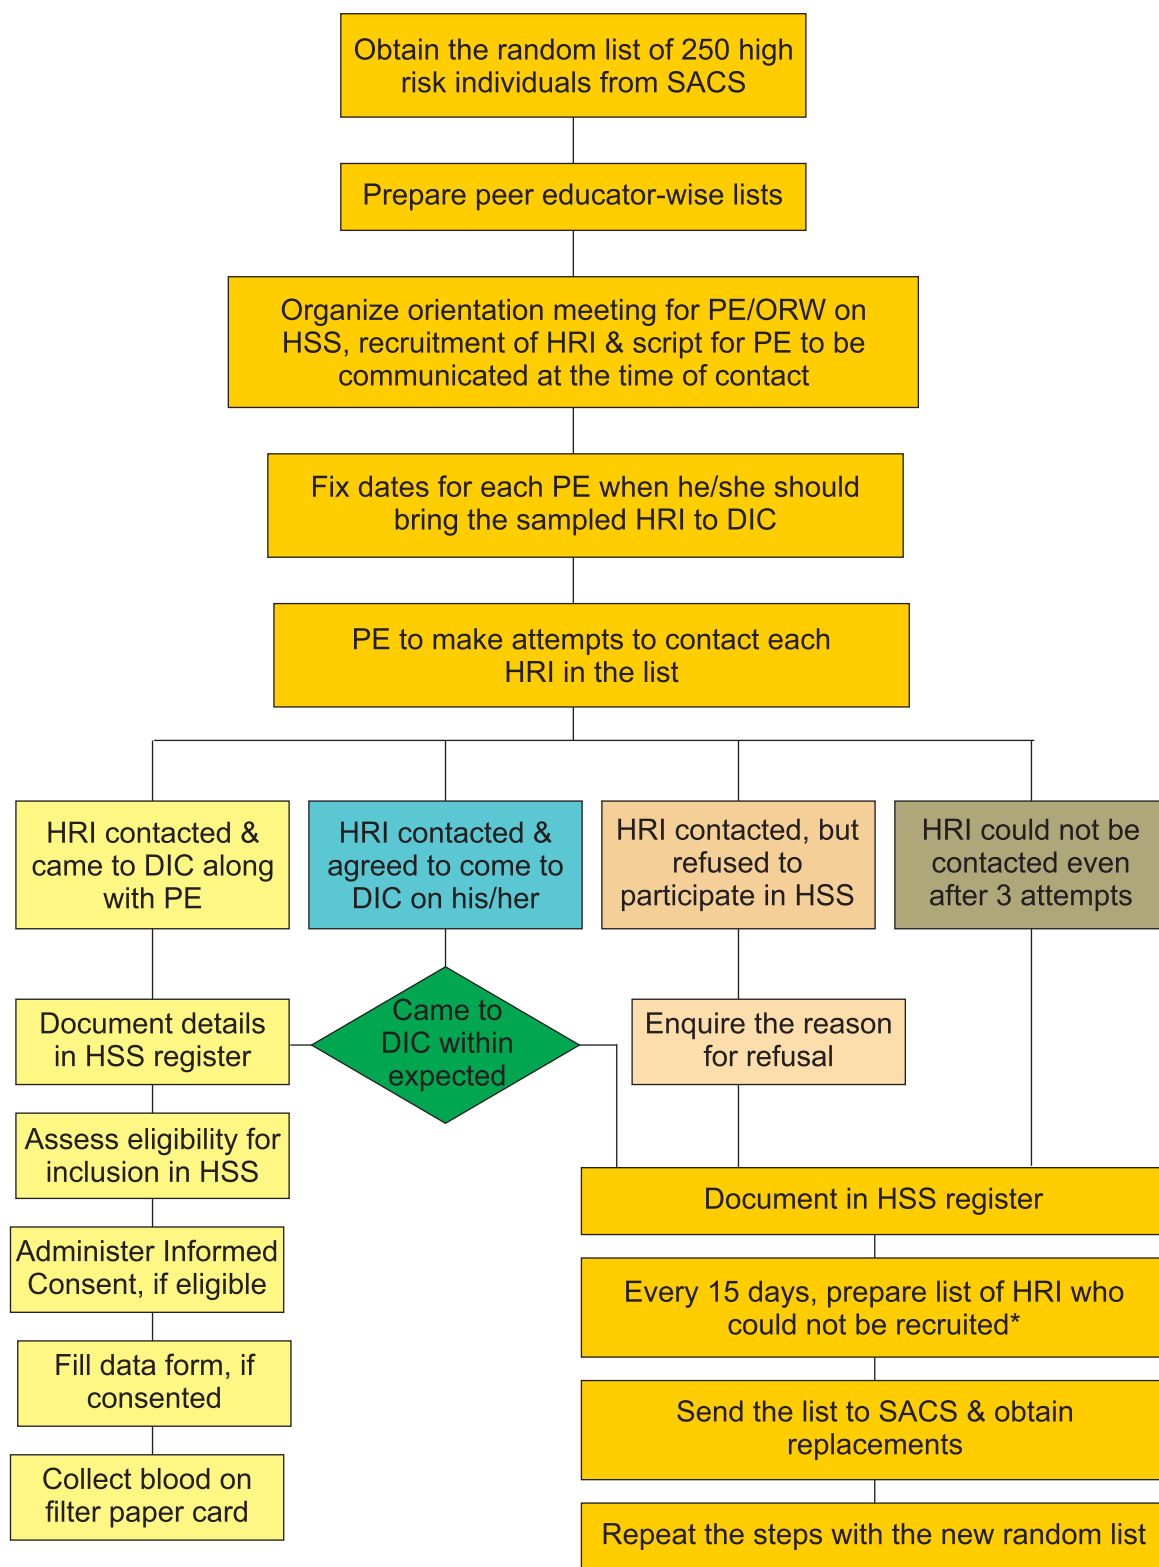 Obtain the random list of 250 high
risk individuals from SACS
Prepare peer educator-wise lists
Organize orientation meeting for PE/ORW on
HSS, recruitment of HRI & script for PE to be
communicated at the time of contact
Fix dates for each PE when he/she should
bring the sampled HRI to DIC
PE to make attempts to contact each
HRI in the list
HRI contacted &
came to DIC along
with PE
HRI contacted &
agreed to come to
DIC on his/her
HRI contacted, but
refused to
participate in HSS
HRI could not be
contacted even
after 3 attempts
Document details
in HSS register
Came to
DIC within
expected
Enquire the reason
for refusal
Assess eligibility for
inclusion in HSS
Administer Informed
Consent, if eligible
Fill data form, if
consented
Collect blood on
filter paper card
Document in HSS register
Every 15 days, prepare list of HRI who
could not be recruited*
Send the list to SACS & obtain
replacements
Repeat the steps with the new random list